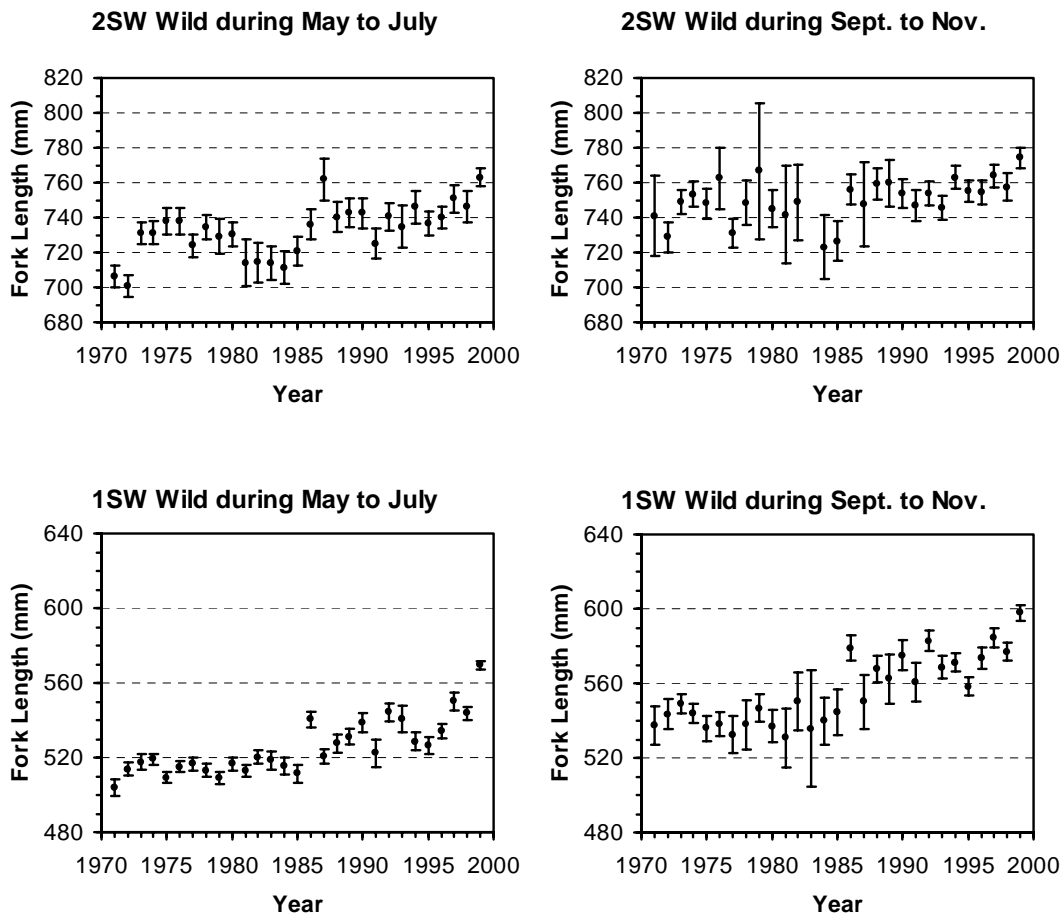 2SW Wild during May to July
820
800
780
760
740
720
700
680
Fork Length (mm)
1970 1975 1980 1985 1990 1995 2000
Year
2SW Wild during Sept. to Nov.
820
800
780
760
740
720
700
680
Fork Length (mm)
1970 1975 1980 1985 1990 1995 2000
Year
1SW Wild during May to July
640
600
560
520
480
Fork Length (mm)
1970 1975 1980 1985 1990 1995 2000
Year
1SW Wild during Sept. to Nov.
640
600
560
520
480
Fork Length (mm)
1970 1975 1980 1985 1990 1995 2000
Year